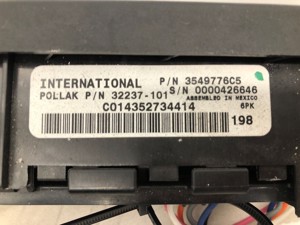 INTERNATIONAL P/N 3549776C5
POLLAK P/N 32237-101 S/N 0000426646
ASSEMBLED IN MEXICO
C014352734414 6PK
198